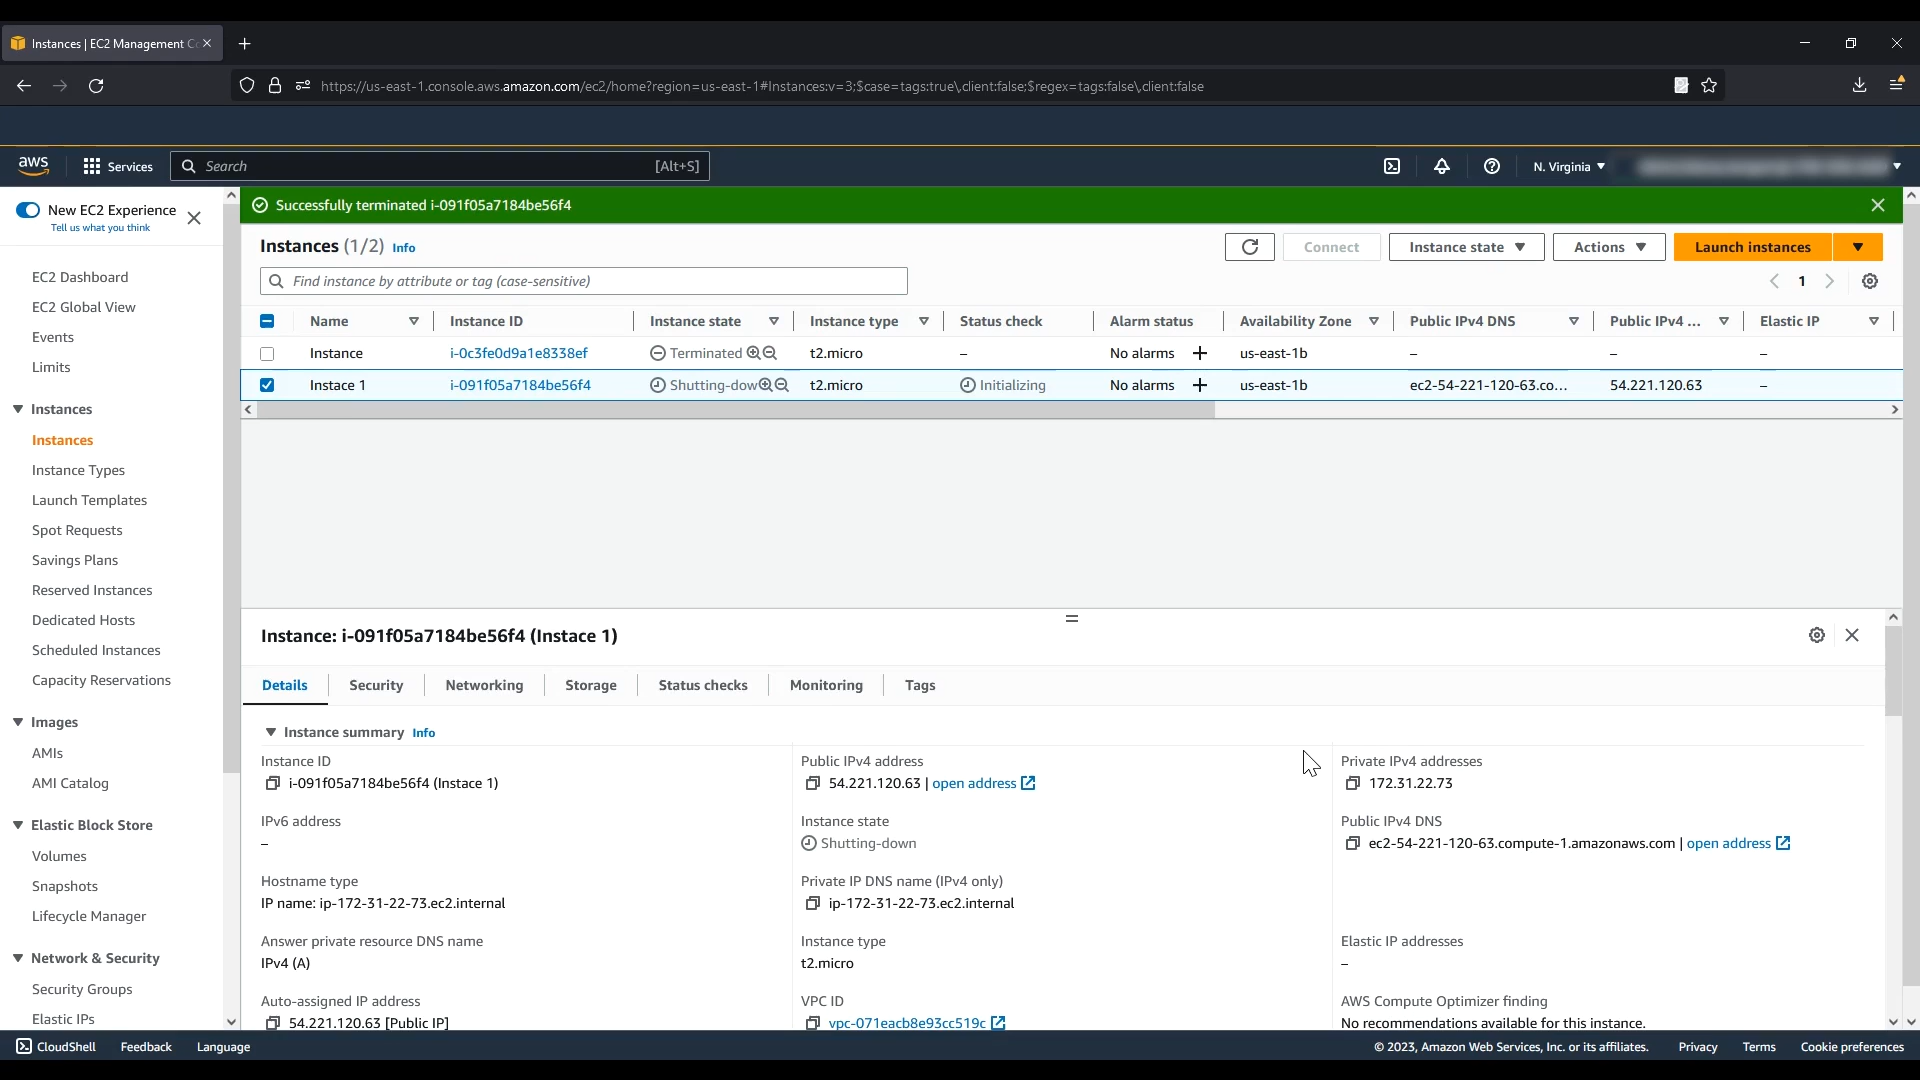 Instances | EC2 Management C
https://us-east-1.console.aws.amazon.com/ec2/home?region=us-east-1#Instances:v=3;$case=tags:true\,client:false;$regex=tags:false\,client:false
aws Services Search [Alt+S] N. Virginia
New EC2 Experience
Tell us what you think
Successfully terminated i-091f05a7184be56f4
Instances (1/2) Info Connect Instance state Actions Launch instances
Find instance by attribute or tag (case-sensitive) 1
Name Instance ID Instance state Instance type Status check Alarm status Availability Zone Public IPv4 DNS Public IPv4 ... Elastic IP
Instance i-0c3fe0d9a1e8338ef Terminated t2.micro – No alarms + us-east-1b – – –
Instace 1 i-091f05a7184be56f4 Shutting-dow t2.micro Initializing No alarms + us-east-1b ec2-54-221-120-63.co... 54.221.120.63 –
EC2 Dashboard
EC2 Global View
Events
Limits
Instances
Instances
Instance Types
Launch Templates
Spot Requests
Savings Plans
Reserved Instances
Dedicated Hosts
Scheduled Instances
Capacity Reservations
Images
AMIs
AMI Catalog
Elastic Block Store
Volumes
Snapshots
Lifecycle Manager
Network & Security
Security Groups
Elastic IPs
Instance: i-091f05a7184be56f4 (Instace 1)
Details Security Networking Storage Status checks Monitoring Tags
Instance summary Info
Instance ID Public IPv4 address Private IPv4 addresses
i-091f05a7184be56f4 (Instace 1) 54.221.120.63 | open address 172.31.22.73
IPv6 address Instance state Public IPv4 DNS
– Shutting-down ec2-54-221-120-63.compute-1.amazonaws.com | open address
Hostname type Private IP DNS name (IPv4 only)
IP name: ip-172-31-22-73.ec2.internal ip-172-31-22-73.ec2.internal
Answer private resource DNS name Instance type Elastic IP addresses
IPv4 (A) t2.micro –
Auto-assigned IP address VPC ID AWS Compute Optimizer finding
54.221.120.63 [Public IP] vpc-071eacb8e93cc519c No recommendations available for this instance.
CloudShell Feedback Language © 2023, Amazon Web Services, Inc. or its affiliates. Privacy Terms Cookie preferences